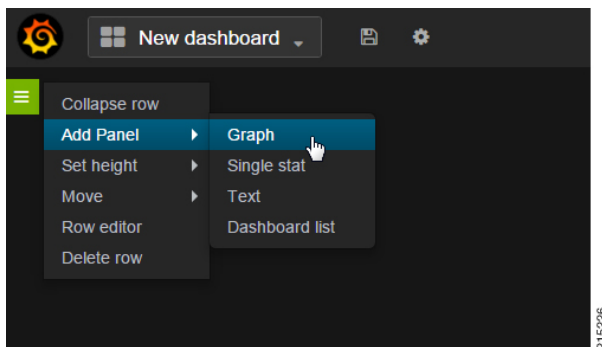 New dashboard
Collapse row
Add Panel
Graph
Set height
Single stat
Move
Text
Row editor
Dashboard list
Delete row